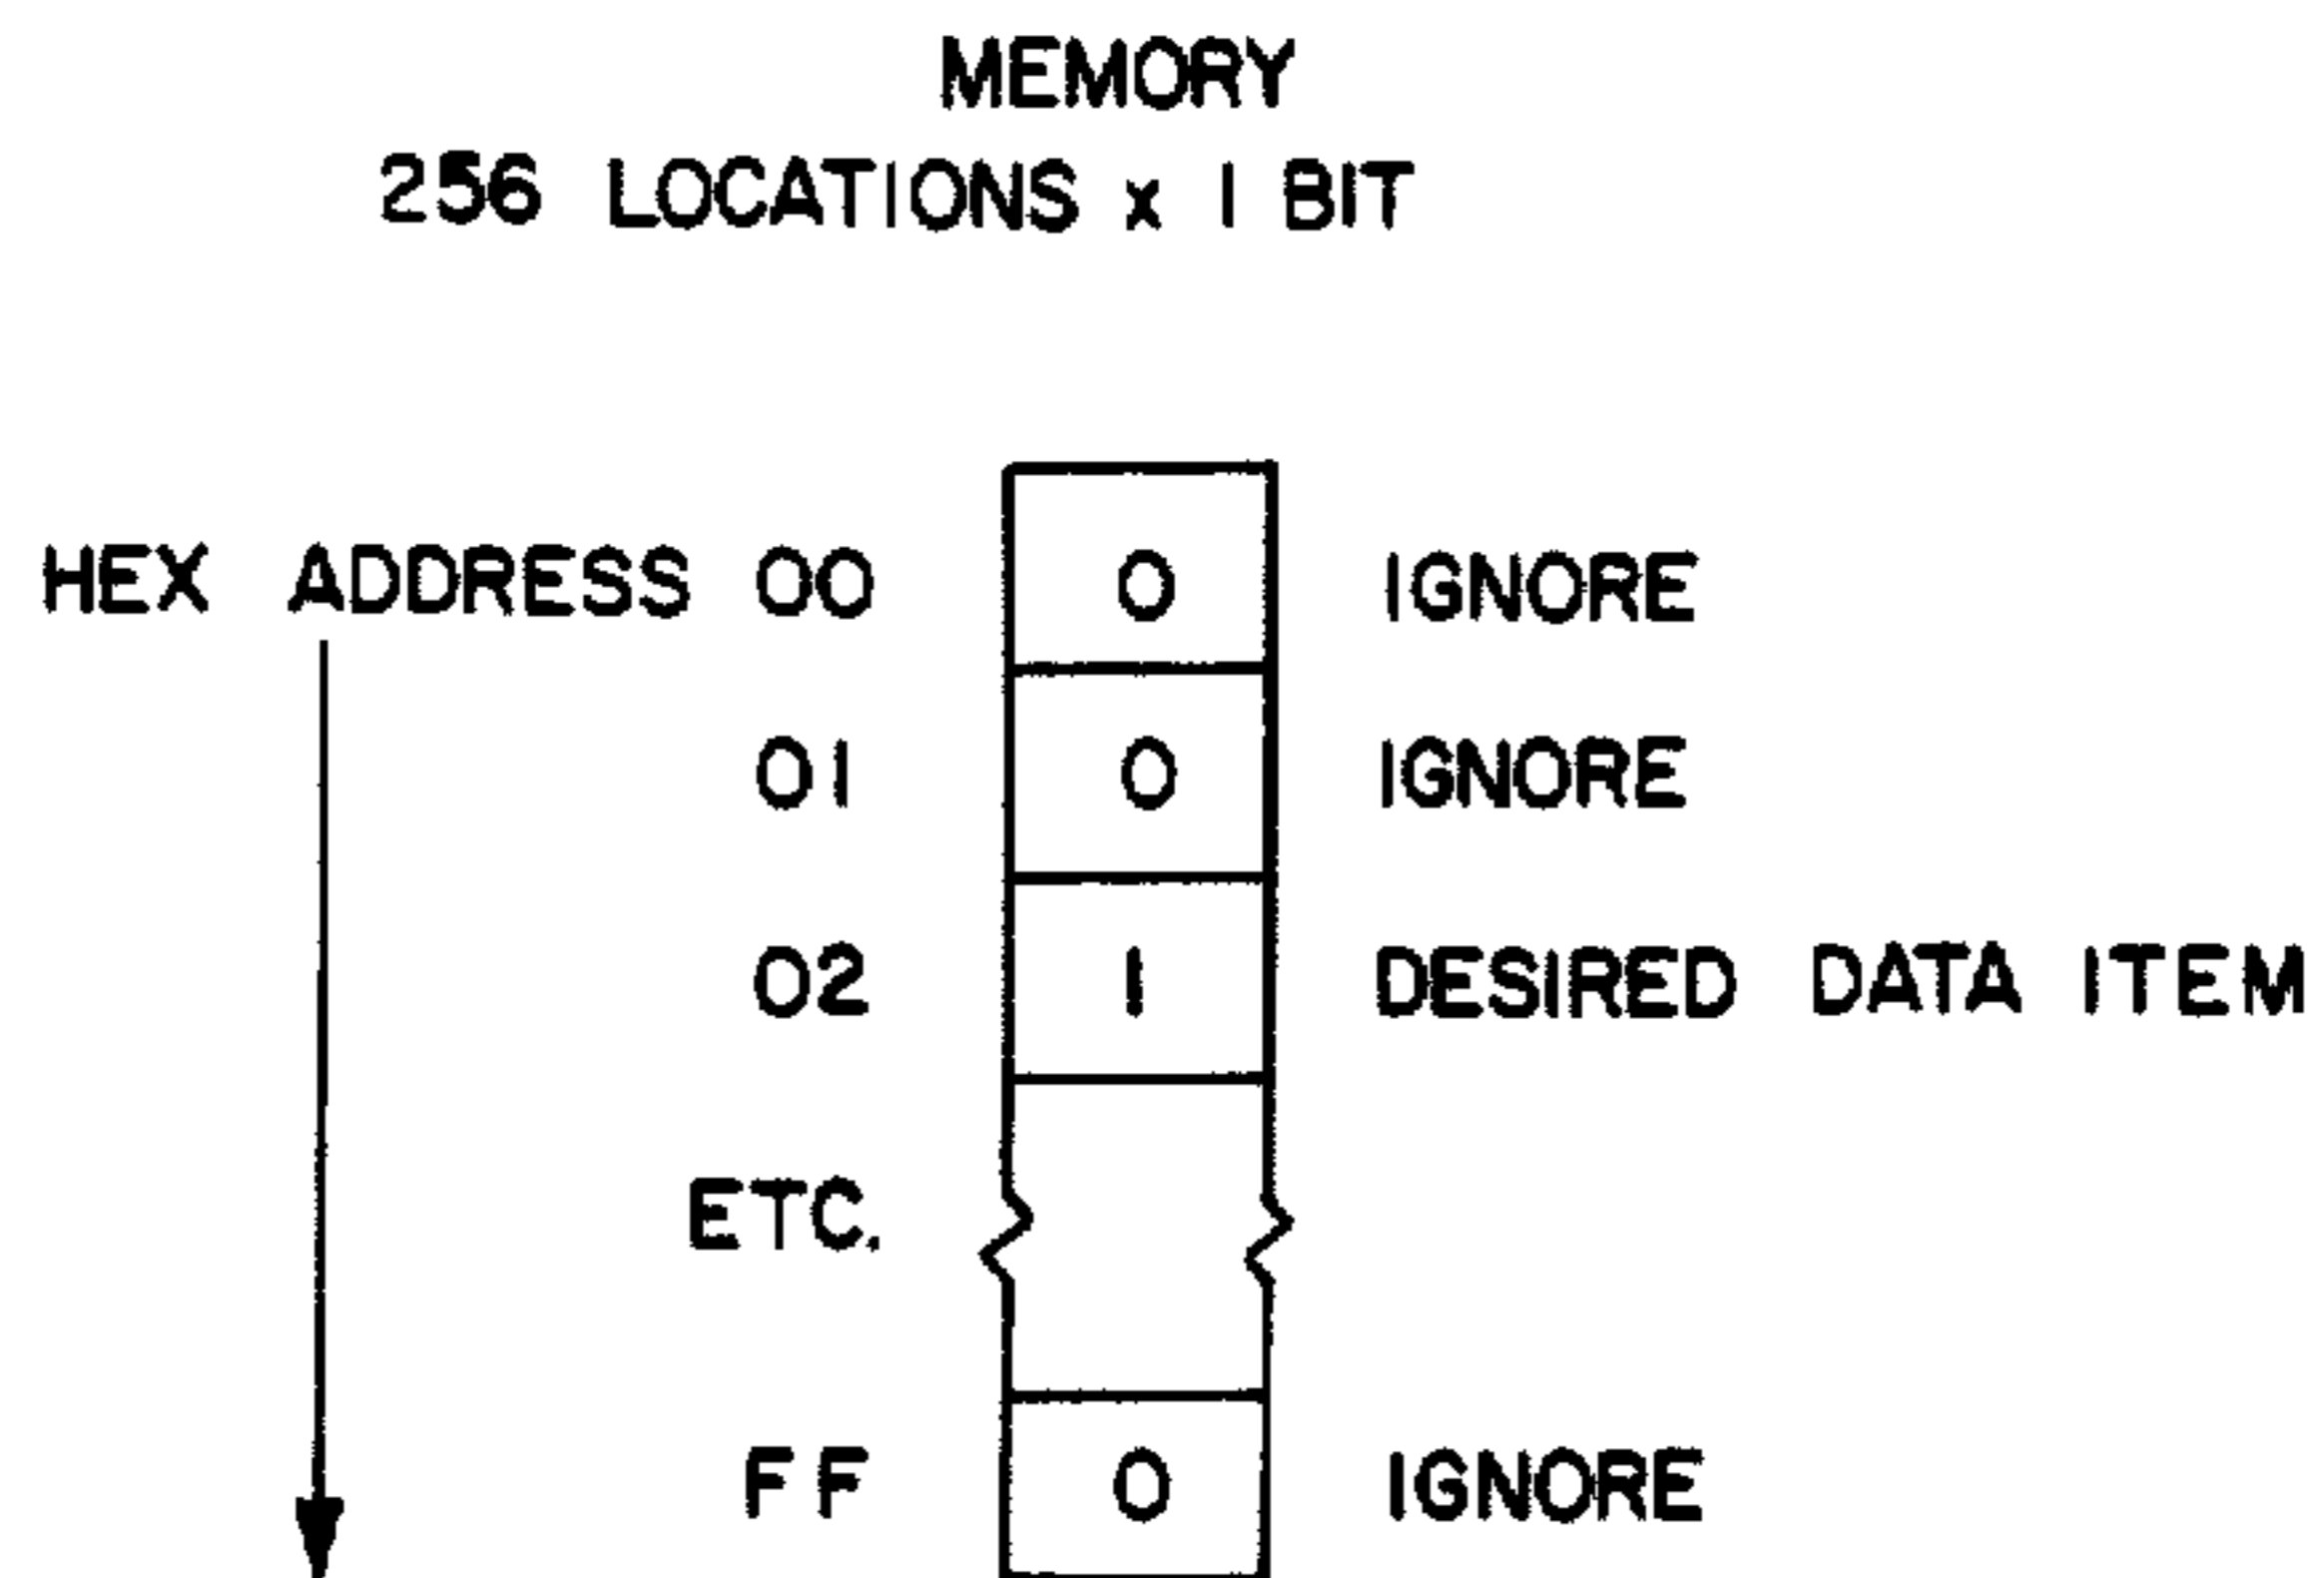 MEMORY
256 LOCATIONS x 1 BIT
HEX ADDRESS 00 0 IGNORE
01 0 IGNORE
02 1 DESIRED DATA ITEM
ETC.
FF 0 IGNORE